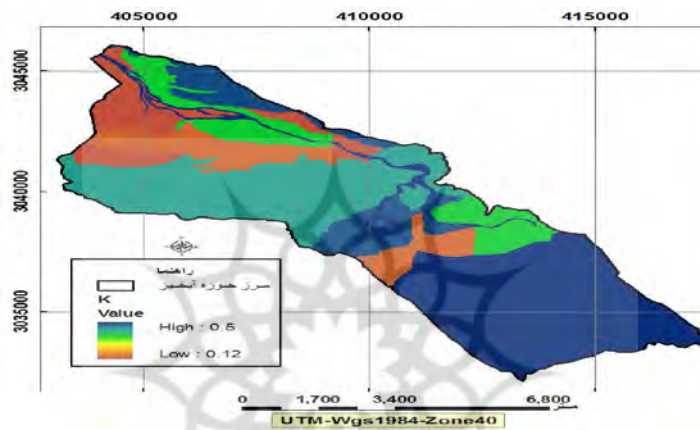 405000 410000 415000
3045000
3040000
3035000
راهنما
مرز حوزه آبخیز
K
Value
High : 0.5
Low : 0.12
0 1,700 3,400 6,800 متر
UTM-Wgs1984-Zone40